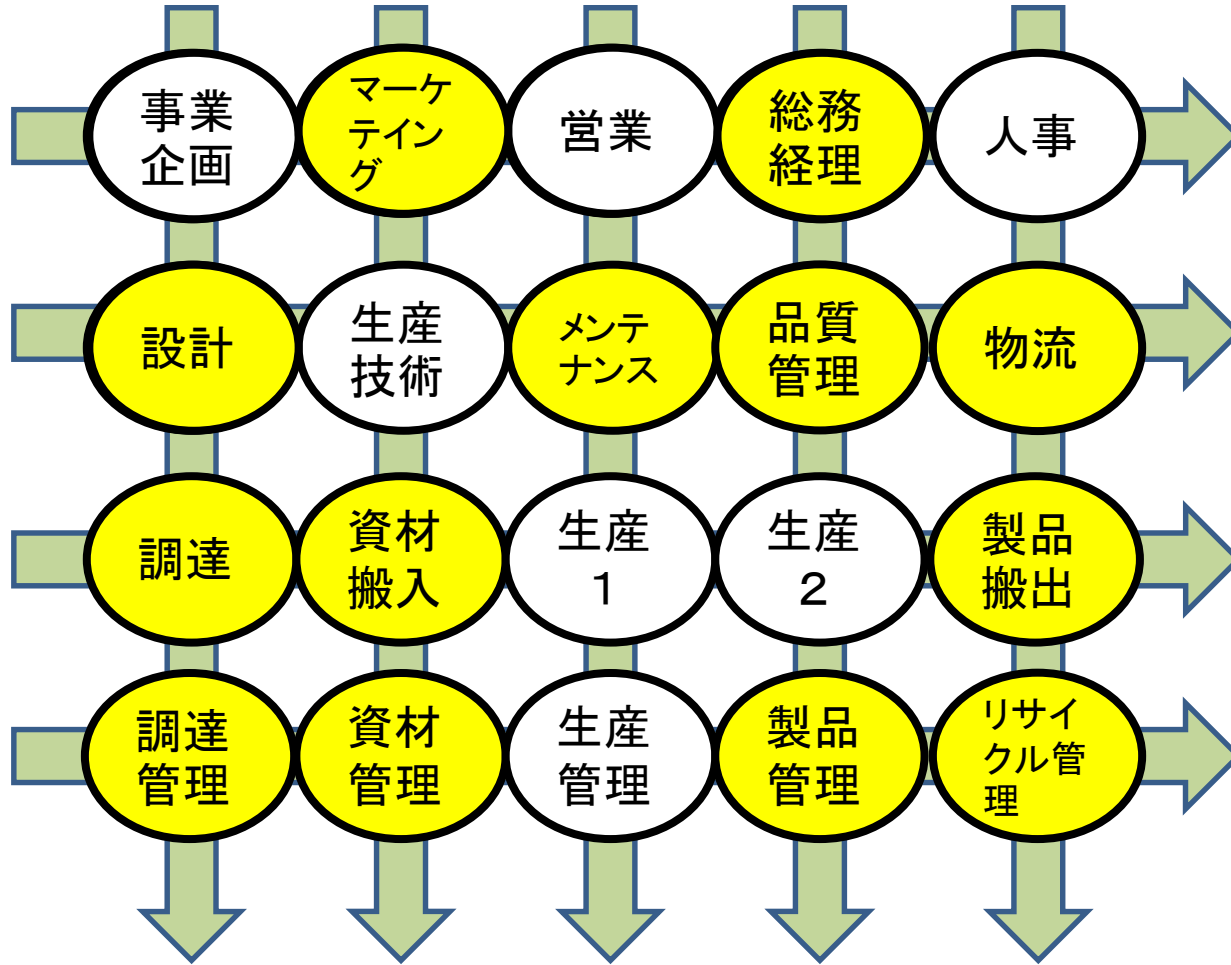 事業
企画
マーケ
テイン
グ
営業
総務
経理
人事
設計
生産
技術
メンテ
ナンス
品質
管理
物流
調達
資材
搬入
生産
1
生産
2
製品
搬出
調達
管理
資材
管理
生産
管理
製品
管理
リサイ
クル管
理